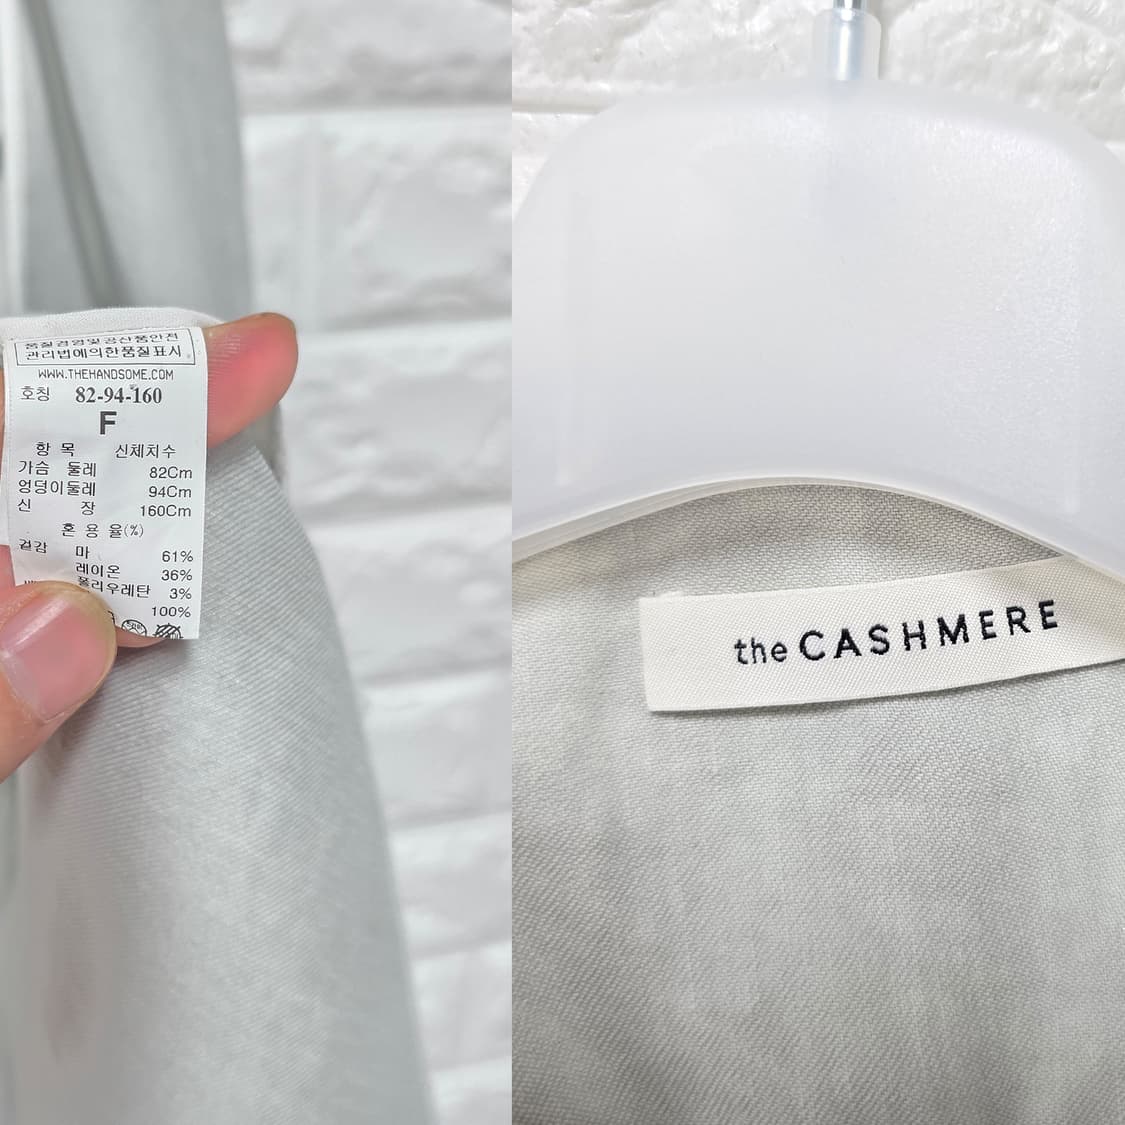 품질경영및공산품안전
관리법에의한품질표시
WWW.THEHANDSOME.COM
호칭 82-94-160
F
항 목 신체치수
가슴 둘레 82Cm
엉덩이둘레 94Cm
신 장 160Cm
혼 용 율(%)
겉감 마 61%
레이온 36%
폴리우레탄 3%
100%
the CASHMERE